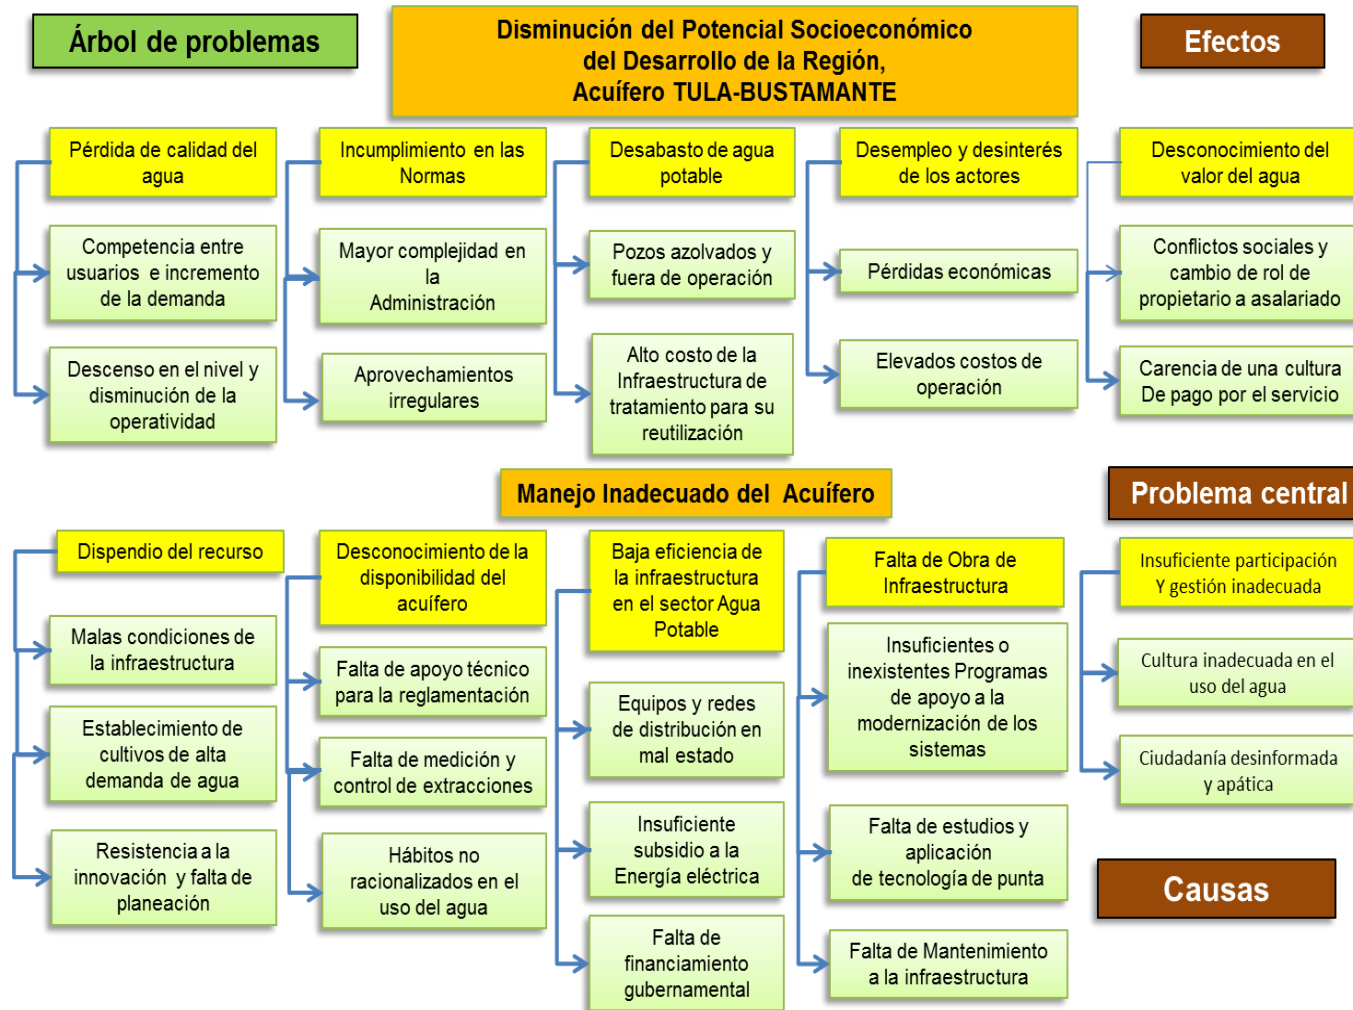 Árbol de problemas
Disminución del Potencial Socioeconómico
del Desarrollo de la Región,
Acuífero TULA-BUSTAMANTE
Efectos
Pérdida de calidad del
agua
Competencia entre
usuarios e incremento
de la demanda
Descenso en el nivel y
disminución de la
operatividad
Incumplimiento en las
Normas
Mayor complejidad en
la
Administración
Aprovechamientos
irregulares
Desabasto de agua
potable
Pozos azolvados y
fuera de operación
Alto costo de la
Infraestructura de
tratamiento para su
reutilización
Desempleo y desinterés
de los actores
Pérdidas económicas
Elevados costos de
operación
Desconocimiento del
valor del agua
Conflictos sociales y
cambio de rol de
propietario a asalariado
Carencia de una cultura
De pago por el servicio
Manejo Inadecuado del Acuífero
Problema central
Dispendio del recurso
Malas condiciones de
la infraestructura
Establecimiento de
cultivos de alta
demanda de agua
Resistencia a la
innovación y falta de
planeación
Desconocimiento de la
disponibilidad del
acuífero
Falta de apoyo técnico
para la reglamentación
Falta de medición y
control de extracciones
Hábitos no
racionalizados en el
uso del agua
Baja eficiencia de
la infraestructura
en el sector Agua
Potable
Equipos y redes
de distribución en
mal estado
Insuficiente
subsidio a la
Energía eléctrica
Falta de
financiamiento
gubernamental
Falta de Obra de
Infraestructura
Insuficientes o
inexistentes Programas
de apoyo a la
modernización de los
sistemas
Falta de estudios y
aplicación
de tecnología de punta
Falta de Mantenimiento
a la infraestructura
Insuficiente participación
Y gestión inadecuada
Cultura inadecuada en el
uso del agua
Ciudadanía desinformada
y apática
Causas